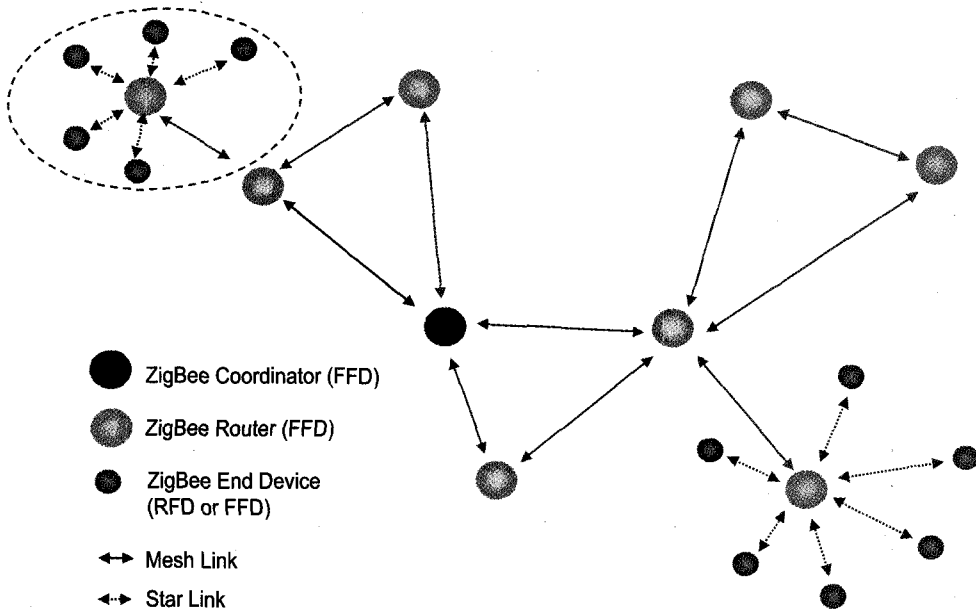 ZigBee Coordinator (FFD)
ZigBee Router (FFD)
ZigBee End Device
(RFD or FFD)
Mesh Link
Star Link